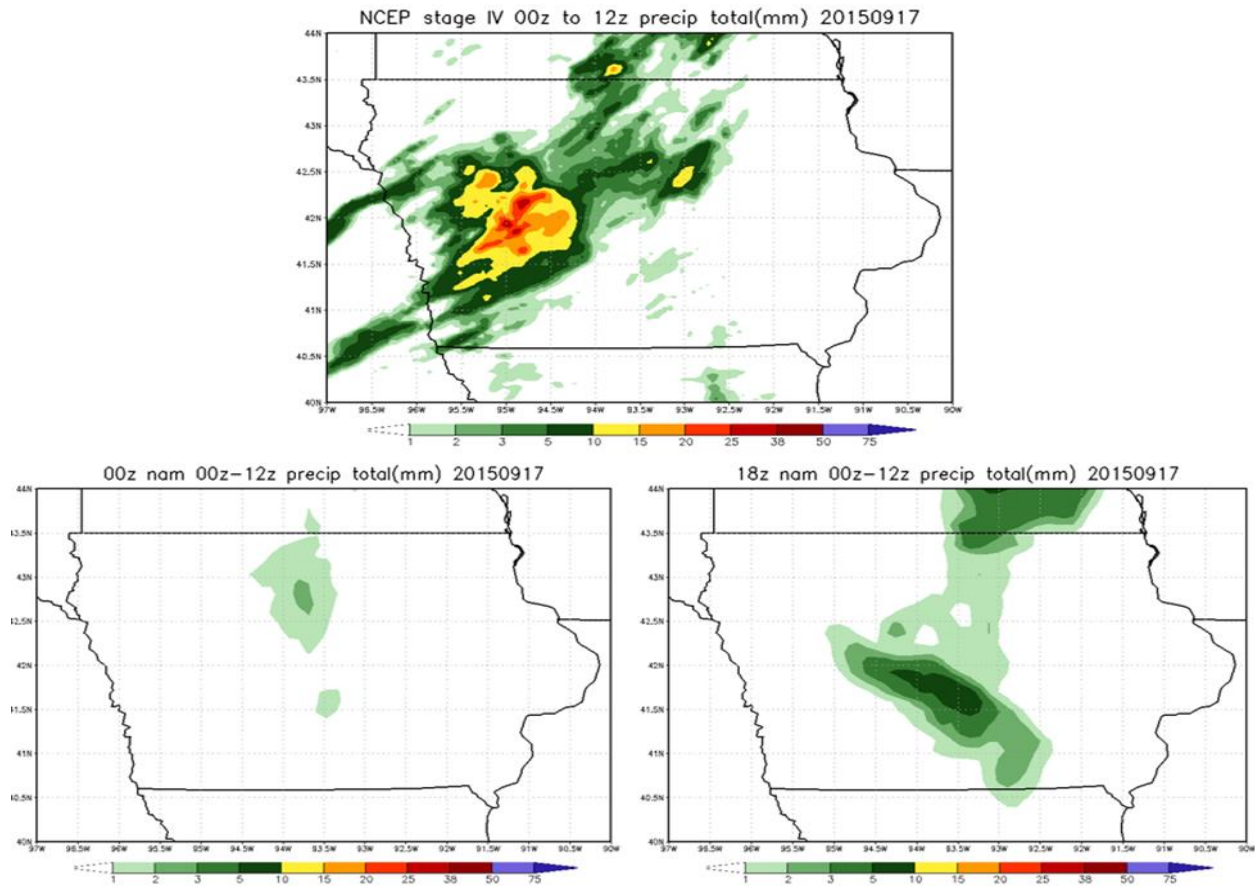 NCEP stage IV 00z to 12z precip total(mm) 20150917
44N
43.5N
43N
42.5N
42N
41.5N
41N
40.5N
40N
97W 96.5W 96W 95.5W 95W 94.5W 94W 93.5W 93W 92.5W 92W 91.5W 91W 90.5W 90W
1 2 3 5 10 15 20 25 38 50 75
00z nam 00z-12z precip total(mm) 20150917
44N
43.5N
43N
42.5N
42N
41.5N
41N
40.5N
40N
97W 96.5W 96W 95.5W 95W 94.5W 94W 93.5W 93W 92.5W 92W 91.5W 91W 90.5W 90W
1 2 3 5 10 15 20 25 38 50 75
18z nam 00z-12z precip total(mm) 20150917
44N
43.5N
43N
42.5N
42N
41.5N
41N
40.5N
40N
97W 96.5W 96W 95.5W 95W 94.5W 94W 93.5W 93W 92.5W 92W 91.5W 91W 90.5W 90W
1 2 3 5 10 15 20 25 38 50 75